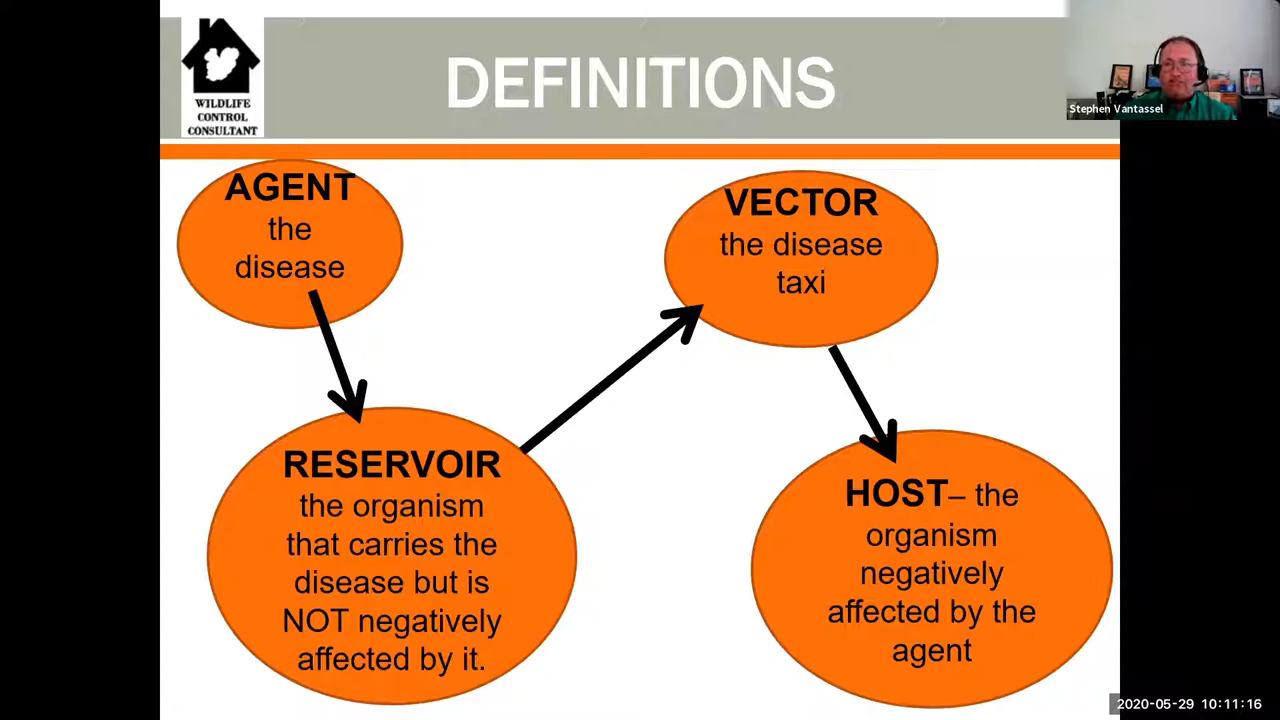 WILDLIFE
CONTROL
CONSULTANT
DEFINITIONS
Stephen Vantassel
AGENT
the
disease
VECTOR
the disease
taxi
RESERVOIR
the organism
that carries the
disease but is
NOT negatively
affected by it.
HOST– the
organism
negatively
affected by the
agent
2020-05-29 10:11:16